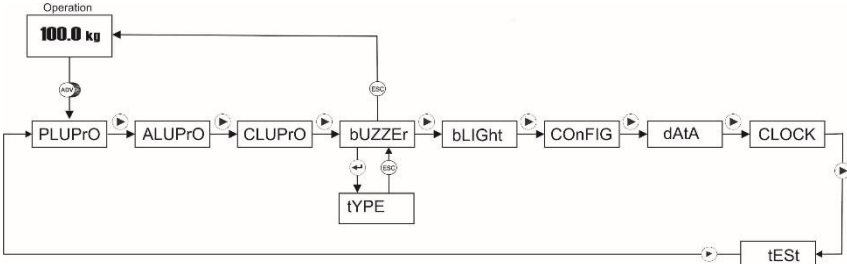 Operation
100.0 kg
ADV
ESC
PLUPrO ALUPrO CLUPrO bUZZEr bLIGht COnFIG dAtA CLOCK
ESC
tYPE
tESt